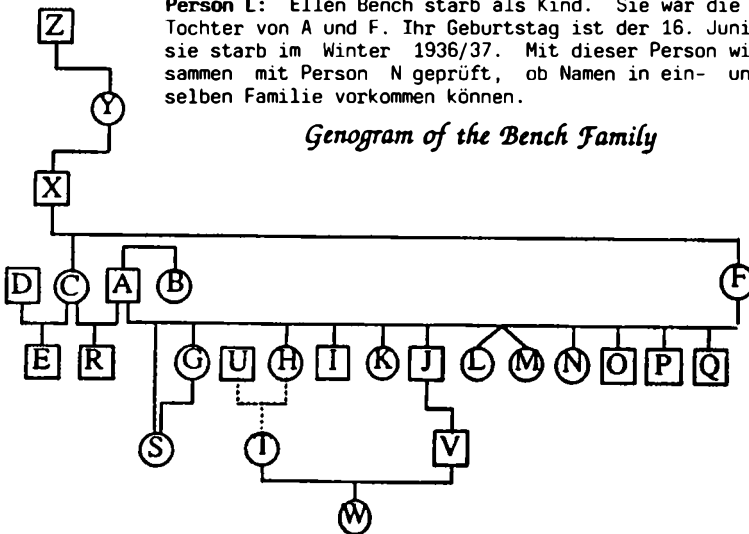 Person L: Ellen Bench starb als Kind. Sie war die
Tochter von A und F. Ihr Geburtstag ist der 16. Juni
sie starb im Winter 1936/37. Mit dieser Person wi
sammen mit Person N geprüft, ob Namen in ein- un
selben Familie vorkommen können.
Genogram of the Bench Family
Z
Y
X
D C A B F
E R G U H I K J L M N O P Q
S T V
W